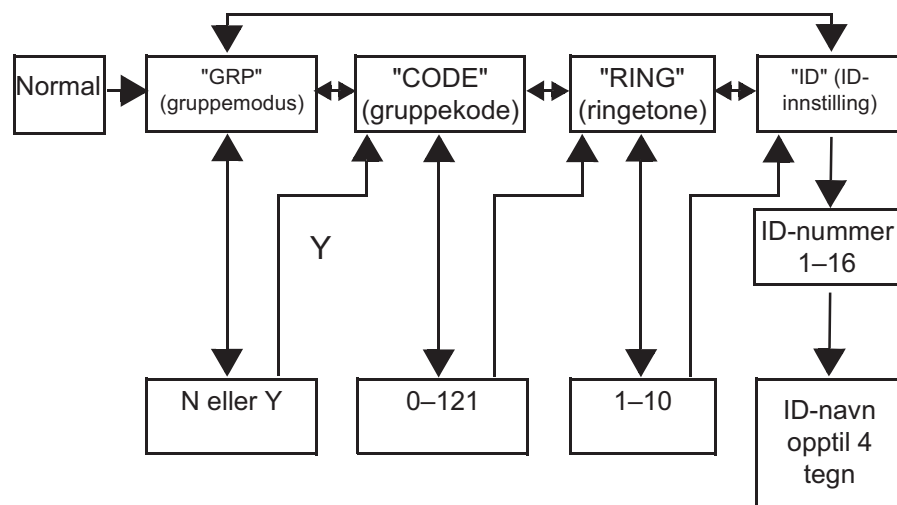 Normal
"GRP"
(gruppemodus)
"CODE"
(gruppekode)
"RING"
(ringetone)
"ID" (ID-
innstilling)
Y
ID-nummer
1–16
N eller Y
0–121
1–10
ID-navn
opptil 4
tegn